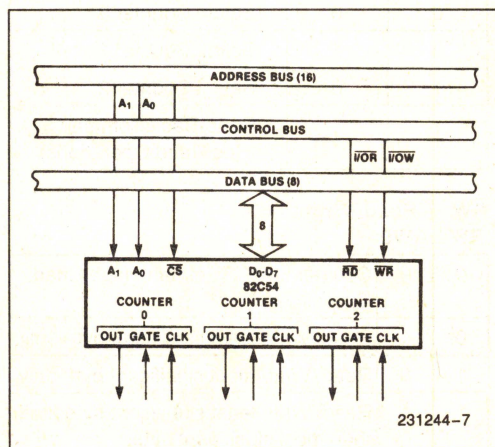 ADDRESS BUS (16)
A1 A0
CONTROL BUS
I/OR I/OW
DATA BUS (8)
8
A1 A0 CS D0-D7 RD WR
82C54
COUNTER COUNTER COUNTER
0 1 2
OUT GATE CLK OUT GATE CLK OUT GATE CLK
231244-7